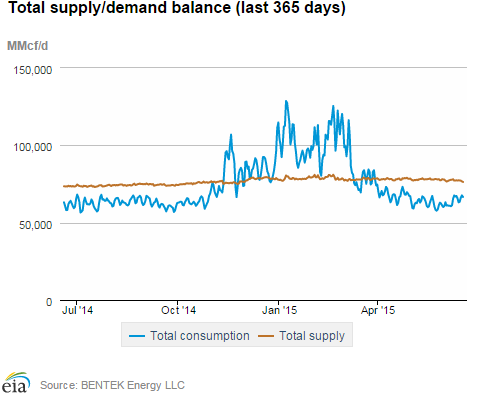 Total supply/demand balance (last 365 days)
MMcf/d
150,000
100,000
50,000
0
Jul '14
Oct '14
Jan '15
Apr '15
Total consumption
Total supply
eia
Source: BENTEK Energy LLC